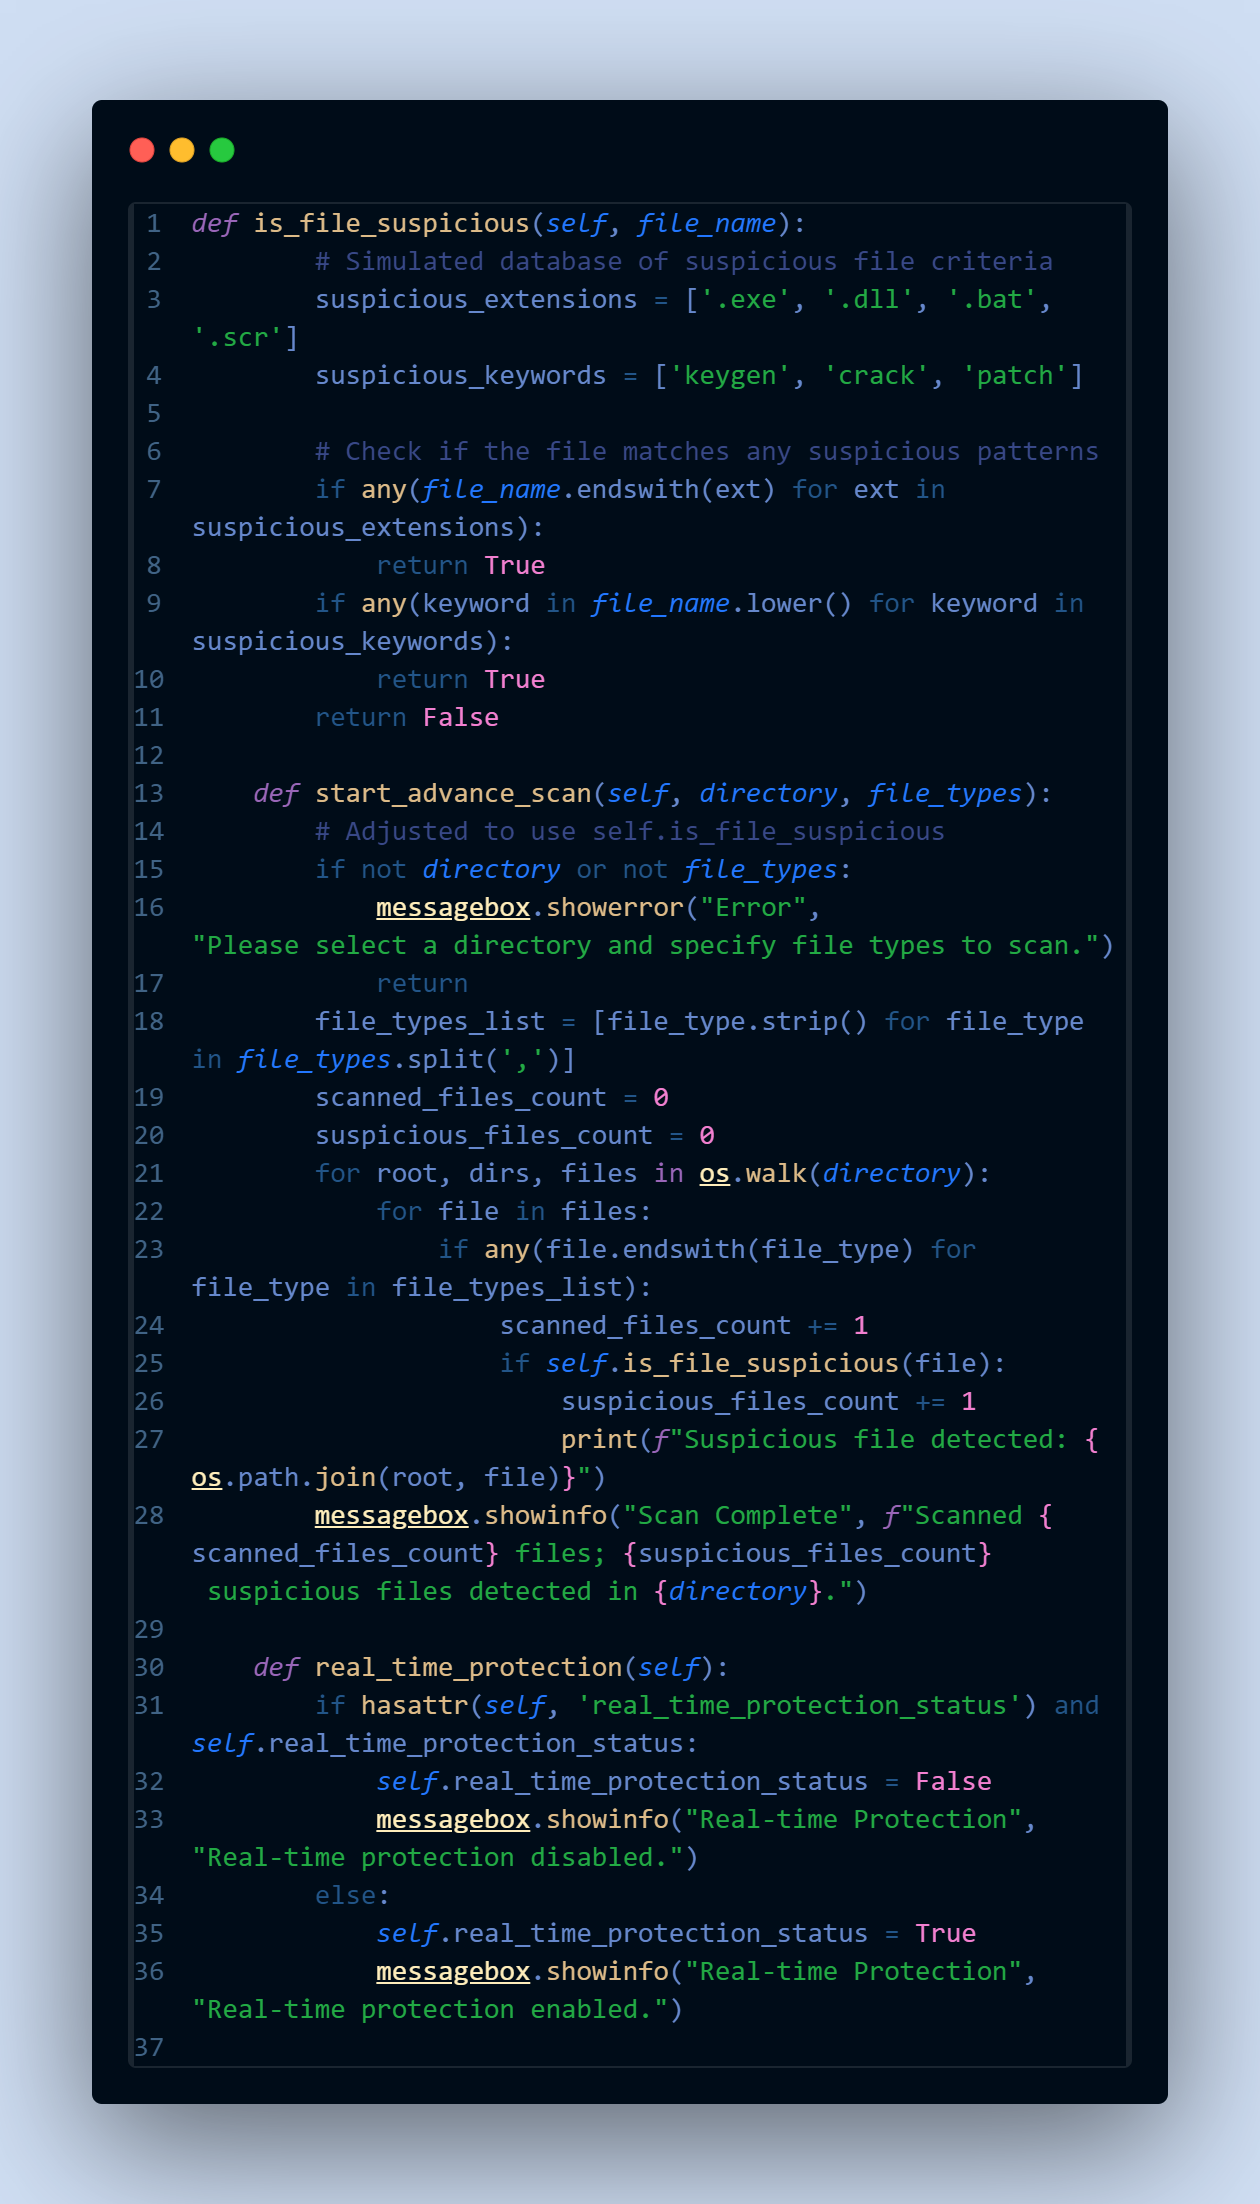 1 def is_file_suspicious(self, file_name):
2         # Simulated database of suspicious file criteria
3         suspicious_extensions = ['.exe', '.dll', '.bat',
'.scr']
4         suspicious_keywords = ['keygen', 'crack', 'patch']
5
6         # Check if the file matches any suspicious patterns
7         if any(file_name.endswith(ext) for ext in
suspicious_extensions):
8             return True
9         if any(keyword in file_name.lower() for keyword in
suspicious_keywords):
10             return True
11         return False
12
13     def start_advance_scan(self, directory, file_types):
14         # Adjusted to use self.is_file_suspicious
15         if not directory or not file_types:
16             messagebox.showerror("Error",
"Please select a directory and specify file types to scan.")
17             return
18         file_types_list = [file_type.strip() for file_type
in file_types.split(',')]
19         scanned_files_count = 0
20         suspicious_files_count = 0
21         for root, dirs, files in os.walk(directory):
22             for file in files:
23                 if any(file.endswith(file_type) for
file_type in file_types_list):
24                     scanned_files_count += 1
25                     if self.is_file_suspicious(file):
26                         suspicious_files_count += 1
27                         print(f"Suspicious file detected: {
os.path.join(root, file)}")
28         messagebox.showinfo("Scan Complete", f"Scanned {
scanned_files_count} files; {suspicious_files_count}
 suspicious files detected in {directory}.")
29
30     def real_time_protection(self):
31         if hasattr(self, 'real_time_protection_status') and
self.real_time_protection_status:
32             self.real_time_protection_status = False
33             messagebox.showinfo("Real-time Protection",
"Real-time protection disabled.")
34         else:
35             self.real_time_protection_status = True
36             messagebox.showinfo("Real-time Protection",
"Real-time protection enabled.")
37